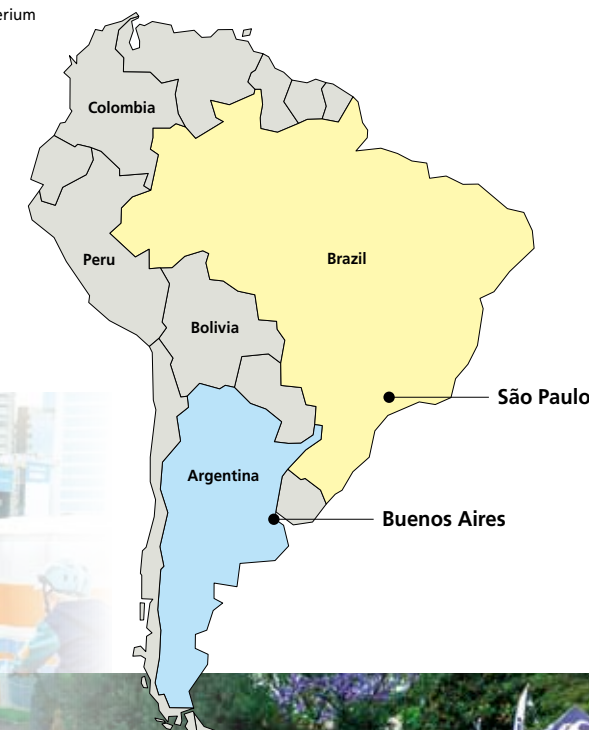 Colombia
Peru
Brazil
Bolivia
São Paulo
Argentina
Buenos Aires